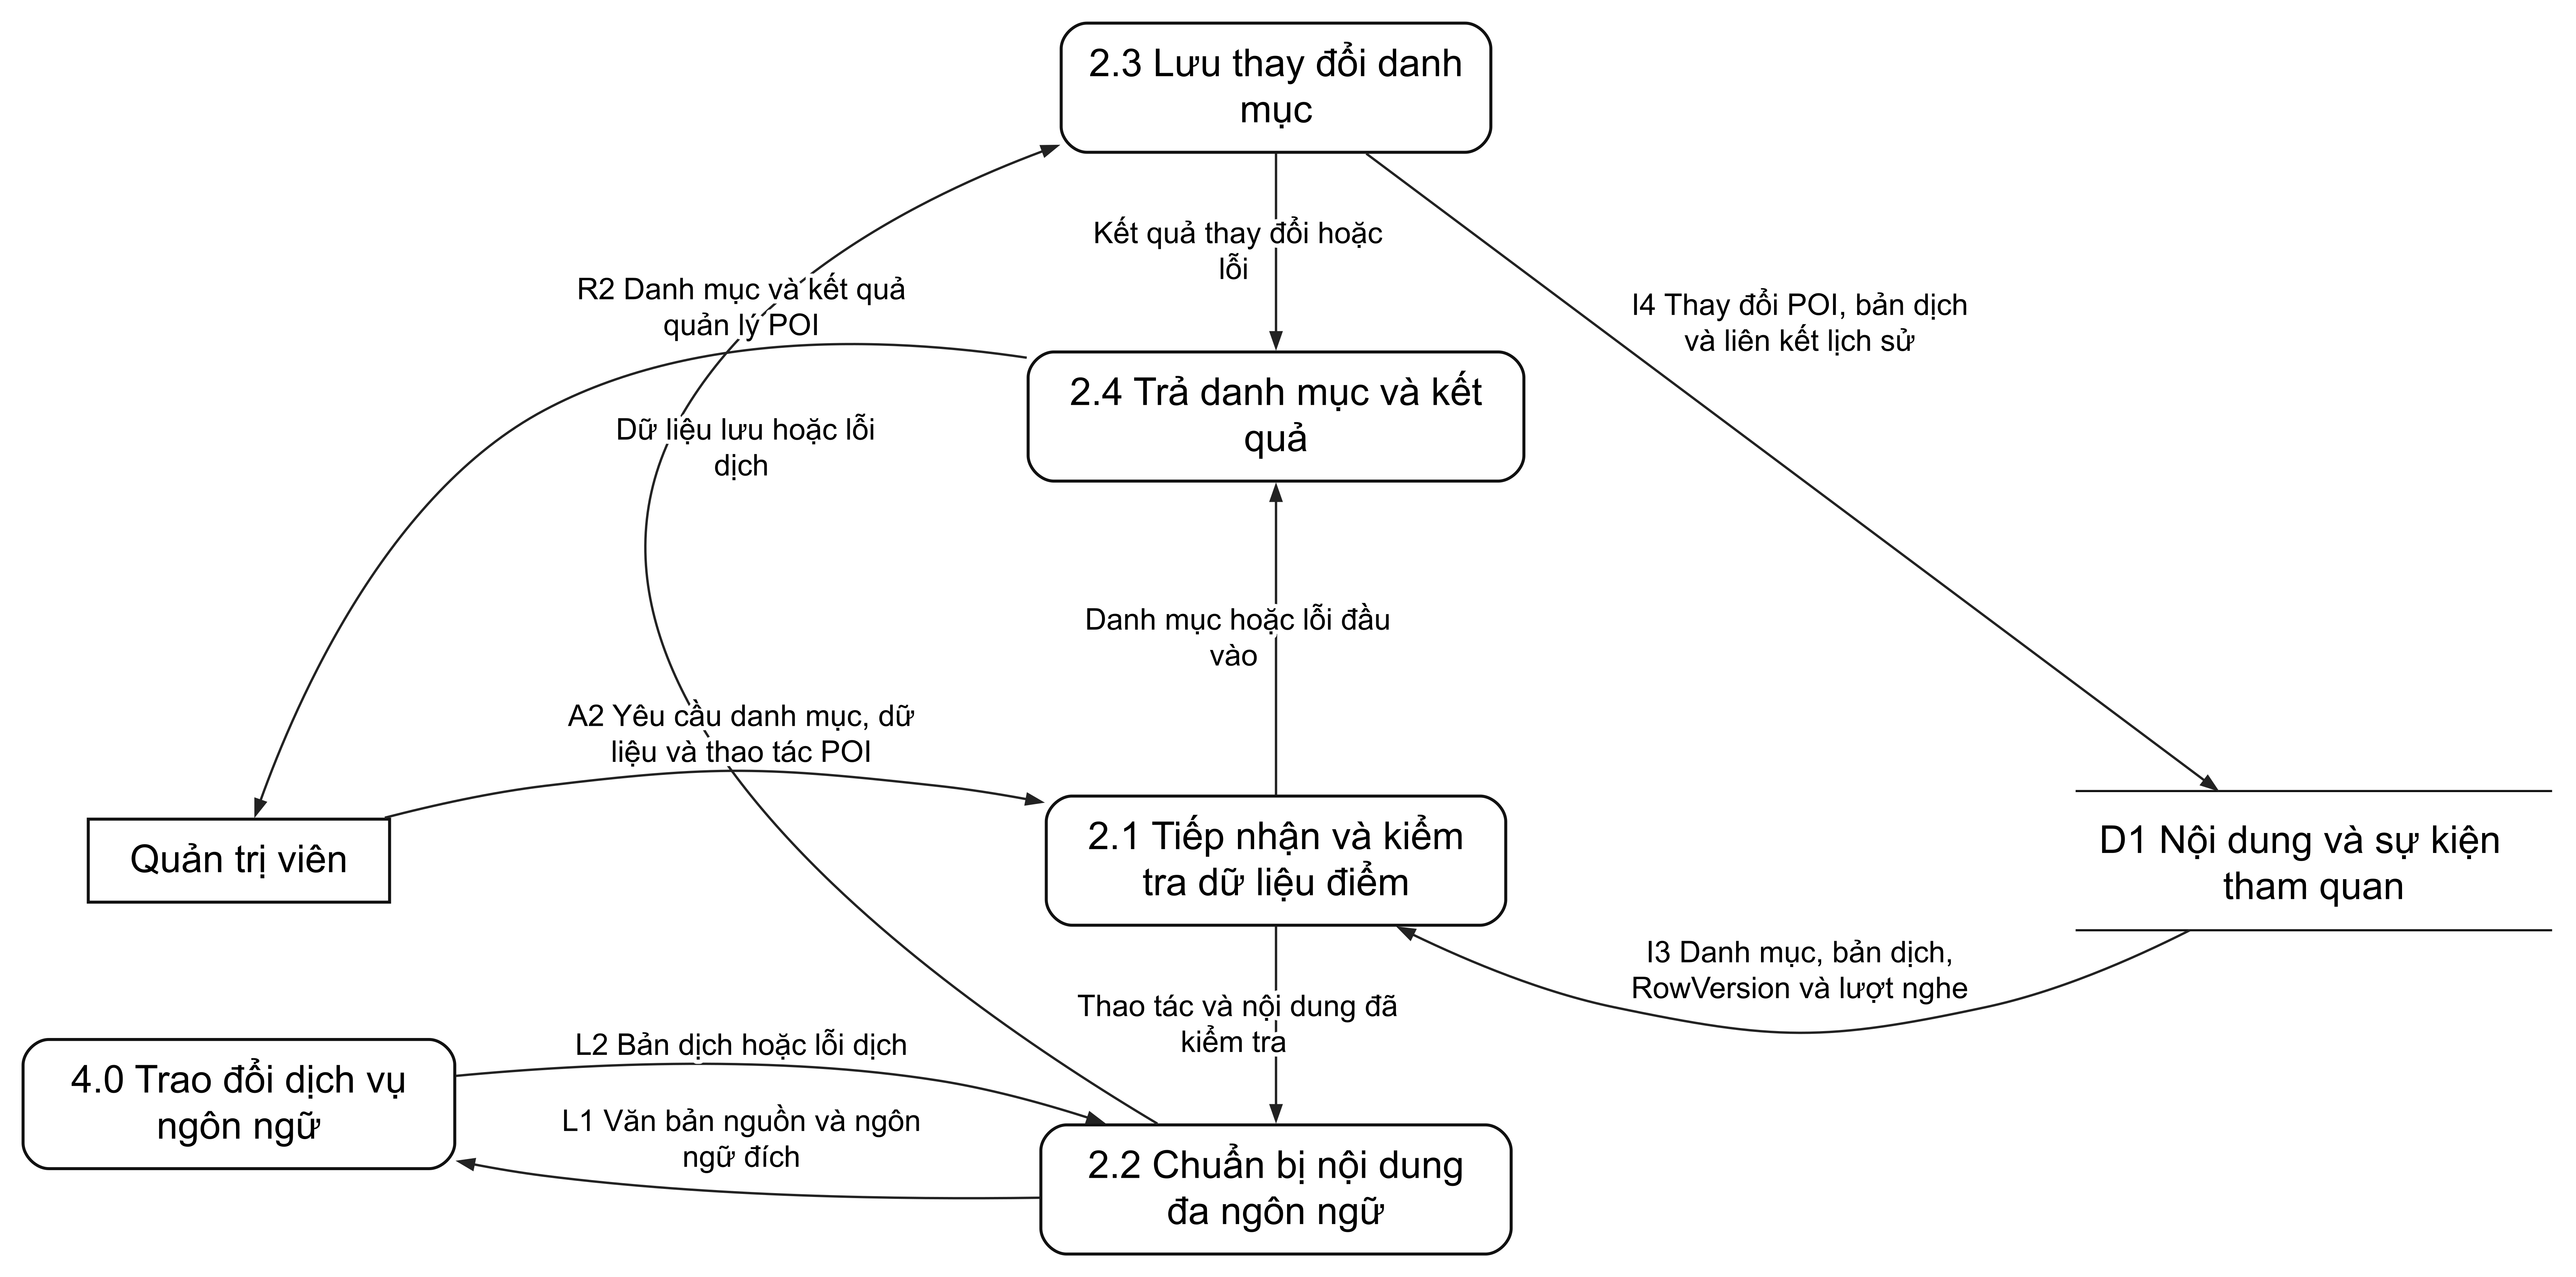 2.3 Lưu thay đổi danh
mục
Kết quả thay đổi hoặc
lỗi
R2 Danh mục và kết quả
quản lý POI
I4 Thay đổi POI, bản dịch
và liên kết lịch sử
2.4 Trả danh mục và kết
quả
Dữ liệu lưu hoặc lỗi
dịch
Danh mục hoặc lỗi đầu
vào
A2 Yêu cầu danh mục, dữ
liệu và thao tác POI
Quản trị viên
2.1 Tiếp nhận và kiểm
tra dữ liệu điểm
D1 Nội dung và sự kiện
tham quan
I3 Danh mục, bản dịch,
RowVersion và lượt nghe
Thao tác và nội dung đã
kiểm tra
L2 Bản dịch hoặc lỗi dịch
4.0 Trao đổi dịch vụ
ngôn ngữ
L1 Văn bản nguồn và ngôn
ngữ đích
2.2 Chuẩn bị nội dung
đa ngôn ngữ